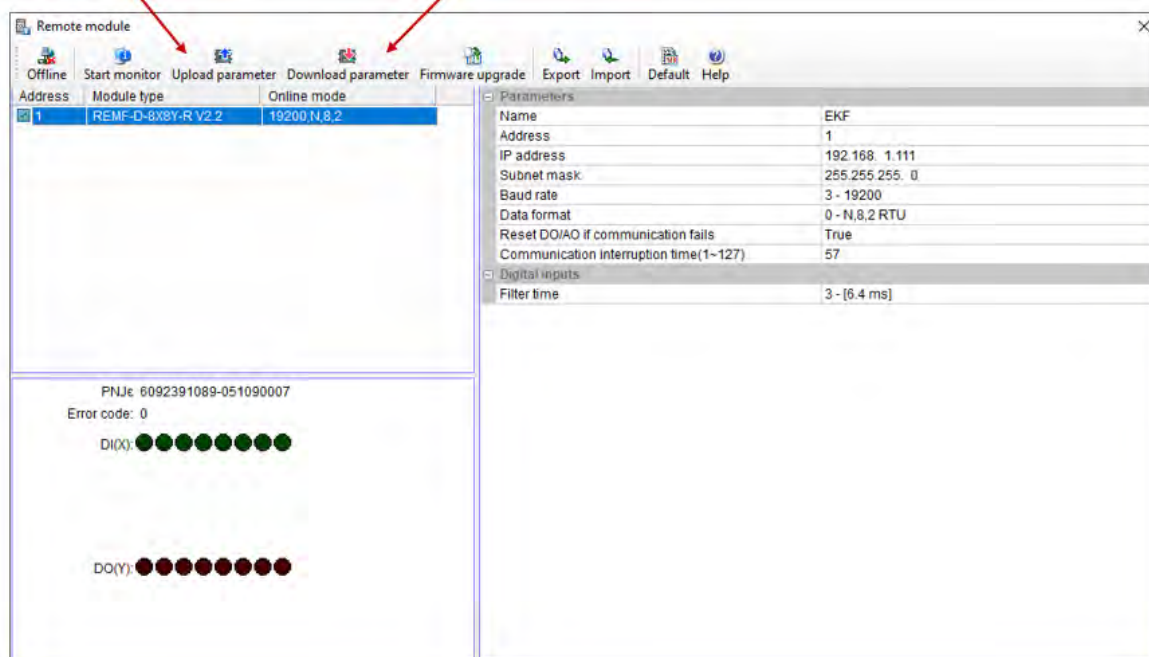 Remote module
Offline Start monitor Upload parameter Download parameter Firmware upgrade Export Import Default Help
Address Module type Online mode
1 REMF-D-8X8Y-R V2.2 19200,N,8,2
Parameters
Name EKF
Address 1
IP address 192.168. 1.111
Subnet mask 255.255.255. 0
Baud rate 3 - 19200
Data format 0 - N,8,2 RTU
Reset DO/AO if communication fails True
Communication interruption time(1~127) 57
Digital inputs
Filter time 3 - [6.4 ms]
PNJє 6092391089-051090007
Error code: 0
DI(X):
DO(Y):